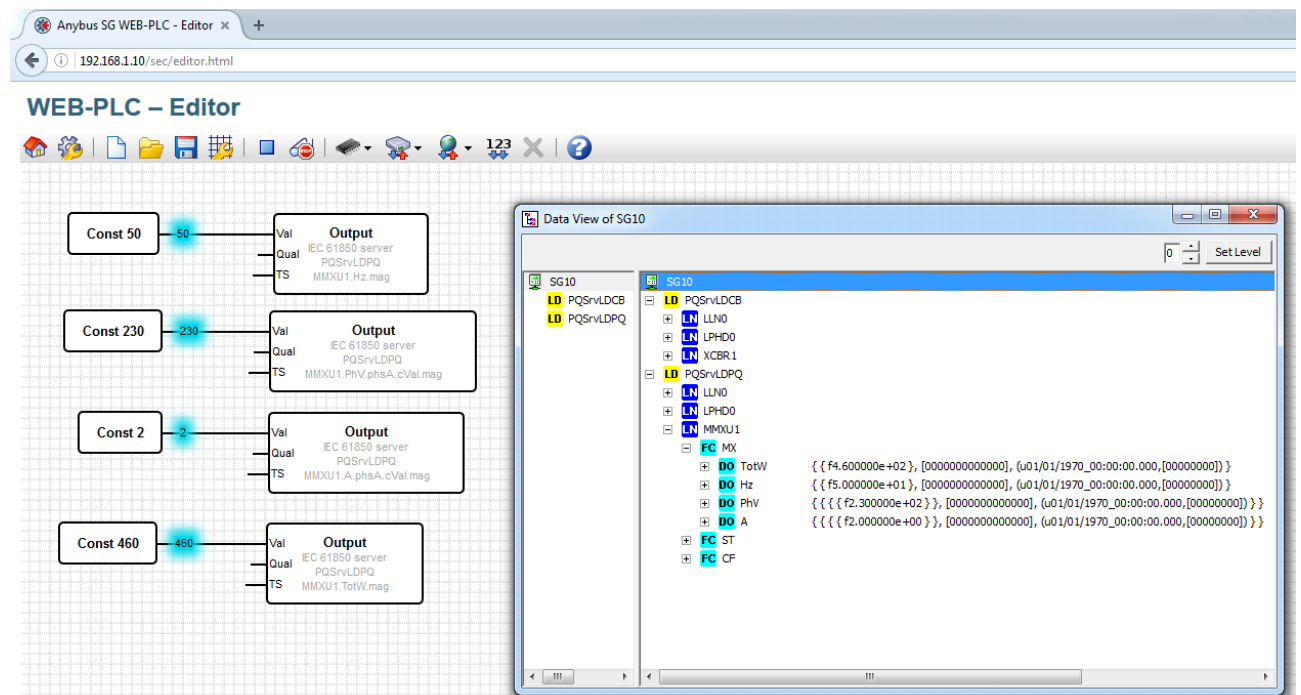 Anybus SG WEB-PLC - Editor
192.168.1.10/sec/editor.html
WEB-PLC – Editor
123
Const 50
50
Val
Output
Qual
IEC 61850 server
PQSrvLDPQ
TS
MMXU1.Hz.mag
Const 230
230
Val
Output
Qual
IEC 61850 server
PQSrvLDPQ
TS
MMXU1.PhV.phsA.cVal.mag
Const 2
2
Val
Output
Qual
IEC 61850 server
PQSrvLDPQ
TS
MMXU1.A.phsA.cVal.mag
Const 460
460
Val
Output
Qual
IEC 61850 server
PQSrvLDPQ
TS
MMXU1.TotW.mag
Data View of SG10
0
Set Level
SG10
LD PQSrvLDCB
LD PQSrvLDPQ
SG10
LD PQSrvLDCB
LN LLN0
LN LPHD0
LN XCBR1
LD PQSrvLDPQ
LN LLN0
LN LPHD0
LN MMXU1
FC MX
DO TotW { { f4.600000e+02 }, [0000000000000], (u01/01/1970_00:00:00.000,[00000000]) }
DO Hz { { f5.000000e+01 }, [0000000000000], (u01/01/1970_00:00:00.000,[00000000]) }
DO PhV { { { { f2.300000e+02 } }, [0000000000000], (u01/01/1970_00:00:00.000,[00000000]) } }
DO A { { { { f2.000000e+00 } }, [0000000000000], (u01/01/1970_00:00:00.000,[00000000]) } }
FC ST
FC CF